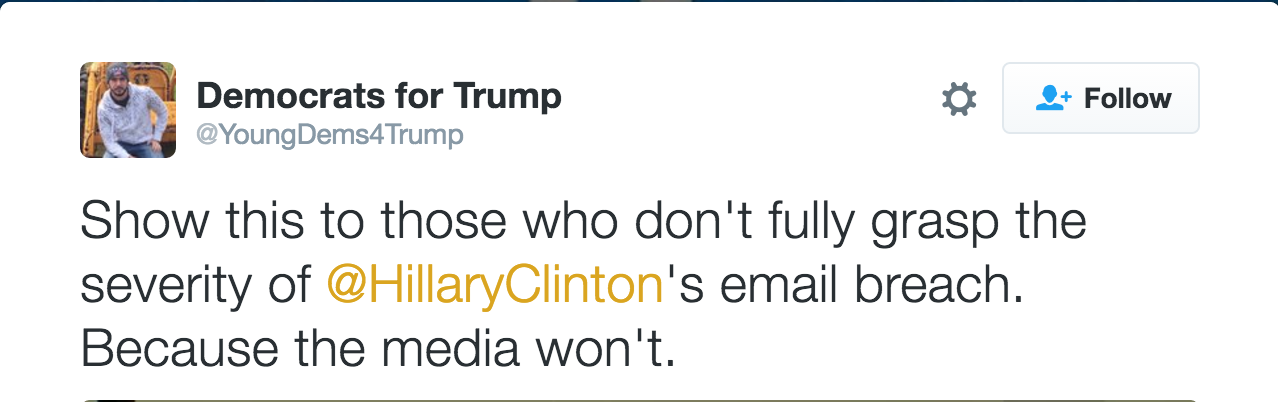 Democrats for Trump
@YoungDems4Trump
Follow
Show this to those who don't fully grasp the
severity of @HillaryClinton's email breach.
Because the media won't.